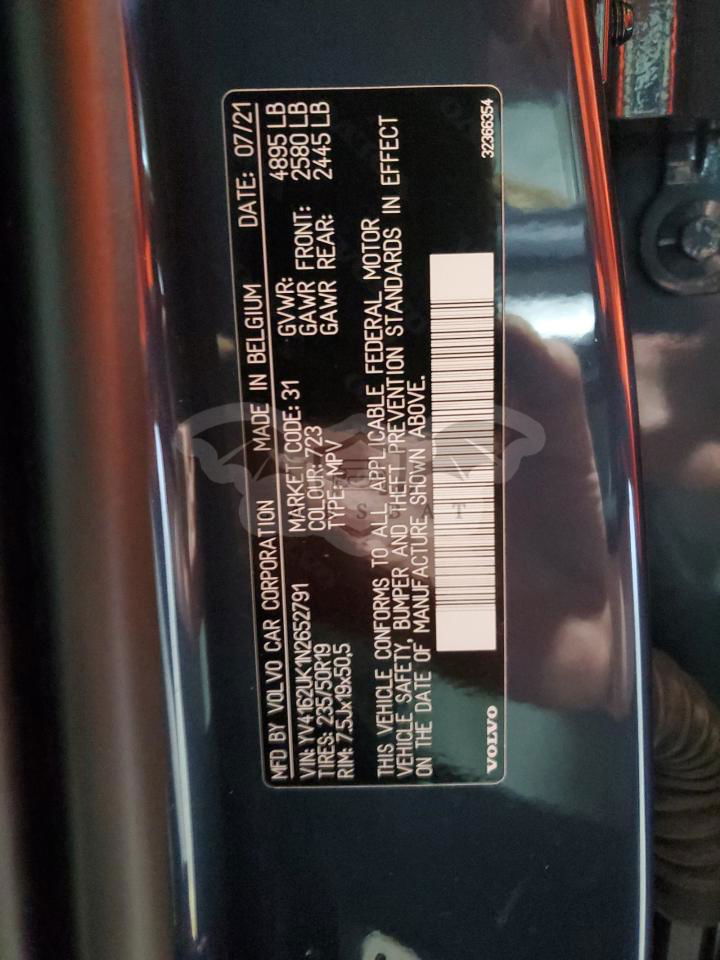 MFD BY VOLVO CAR CORPORATION MADE IN BELGIUM DATE: 07/21
VIN: YV4162UK1N2652791 MARKET CODE: 31 GVWR: 4895 LB
TIRES: 235/50R19 COLOUR: 723 GAWR FRONT: 2580 LB
RIM: 7.5Jx19x50,5 TYPE: MPV GAWR REAR: 2445 LB
THIS VEHICLE CONFORMS TO ALL APPLICABLE FEDERAL MOTOR
VEHICLE SAFETY, BUMPER AND THEFT PREVENTION STANDARDS IN EFFECT
ON THE DATE OF MANUFACTURE SHOWN ABOVE.
VOLVO 32366354